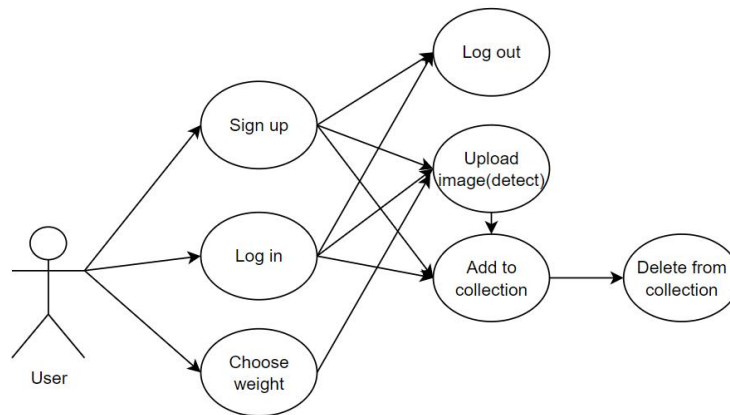 Log out
Sign up
Upload
image(detect)
Log in
Add to
collection
Delete from
collection
Choose
weight
User